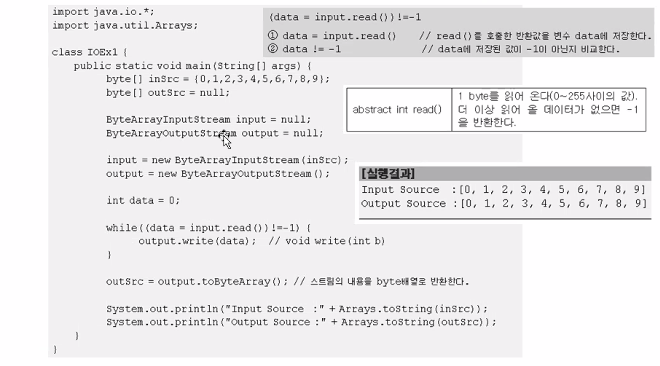 import java.io.*;
import java.util.Arrays;
class IOEx1 {
public static void main(String[] args) {
byte[] inSrc = {0,1,2,3,4,5,6,7,8,9};
byte[] outSrc = null;
ByteArrayInputStream input = null;
ByteArrayOutputStream output = null;
input = new ByteArrayInputStream(inSrc);
output = new ByteArrayOutputStream();
int data = 0;
while((data = input.read())!=-1) {
output.write(data); // void write(int b)
}
outSrc = output.toByteArray(); // 스트림의 내용을 byte배열로 반환한다.
System.out.println("Input Source :" + Arrays.toString(inSrc));
System.out.println("Output Source :" + Arrays.toString(outSrc));
}
}
(data = input.read())!=-1
① data = input.read() // read()를 호출한 반환값을 변수 data에 저장한다.
② data != -1 // data에 저장된 값이 -1이 아닌지 비교한다.
abstract int read()
1 byte를 읽어 온다(0~255사이의 값).
더 이상 읽어 올 데이터가 없으면 -1
을 반환한다.
[실행결과]
Input Source :[0, 1, 2, 3, 4, 5, 6, 7, 8, 9]
Output Source :[0, 1, 2, 3, 4, 5, 6, 7, 8, 9]